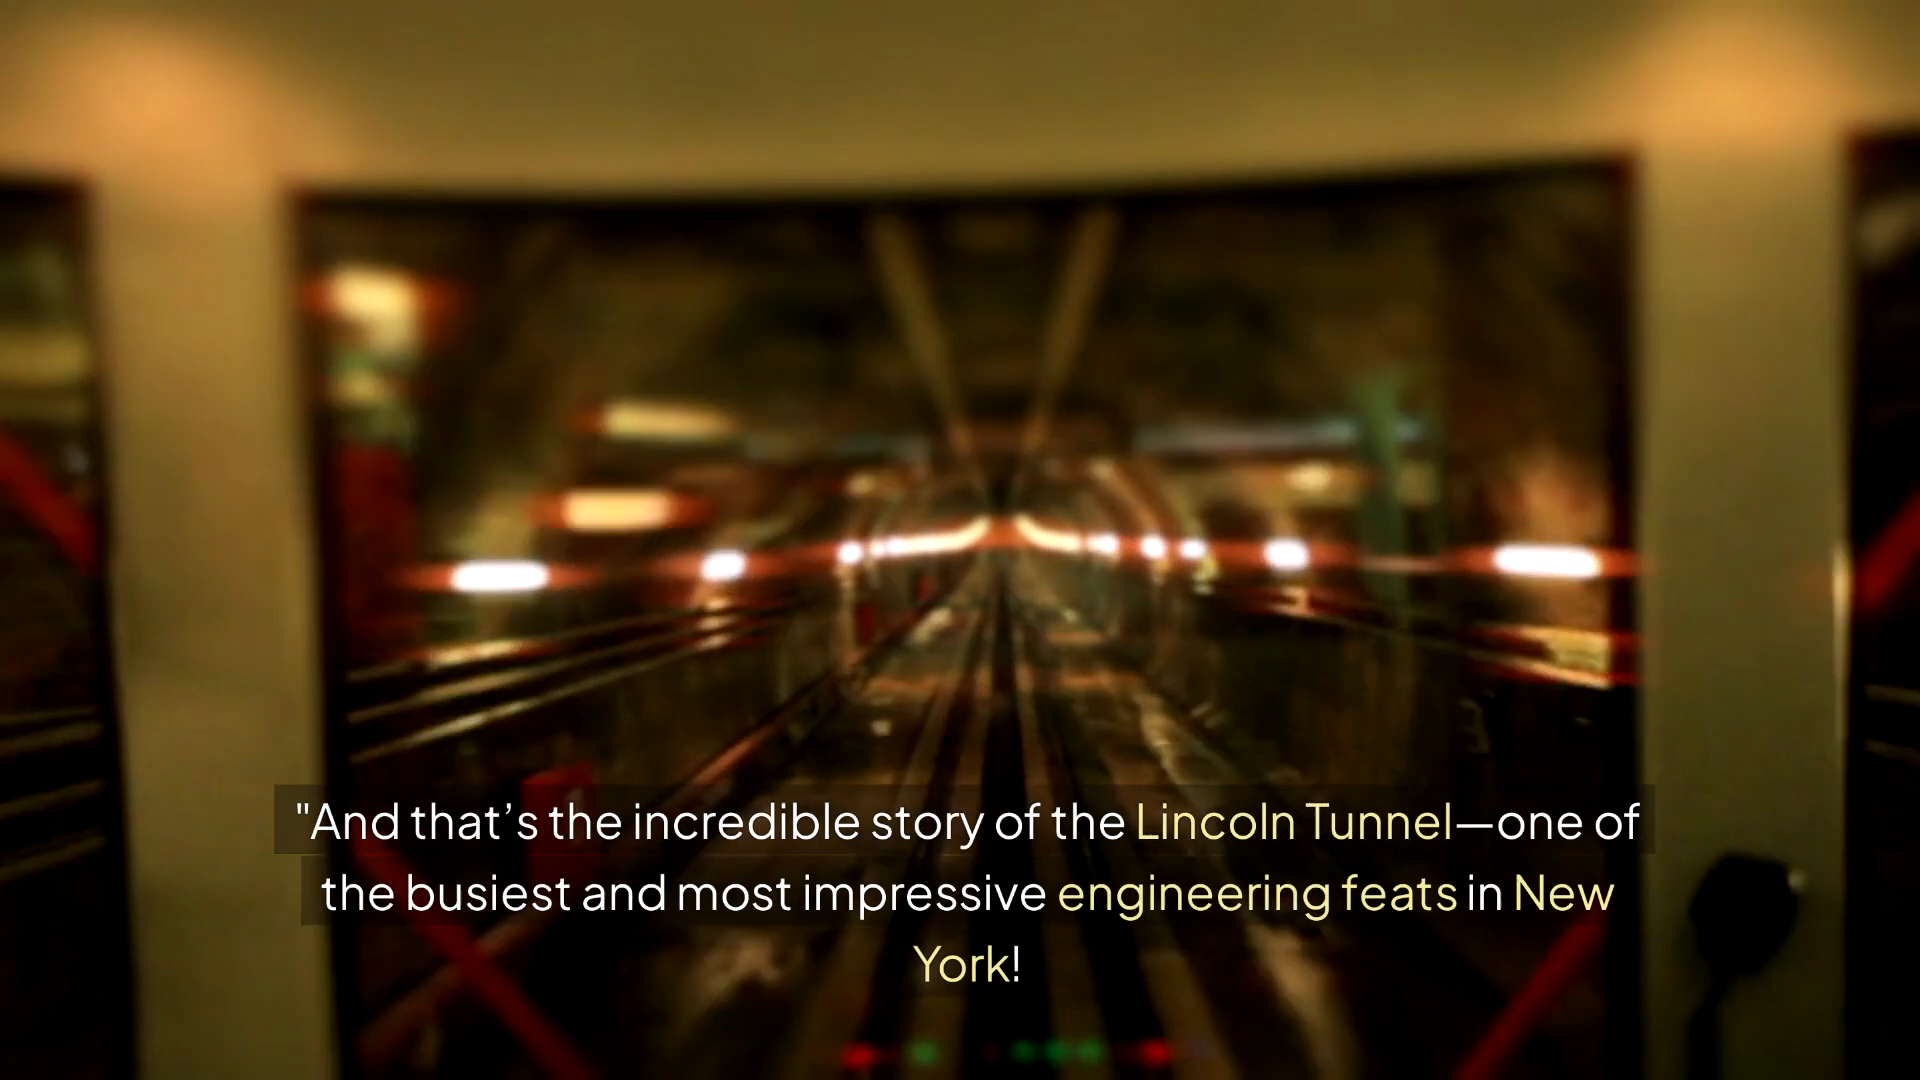 "And that’s the incredible story of the Lincoln Tunnel—one of
the busiest and most impressive engineering feats in New
York!